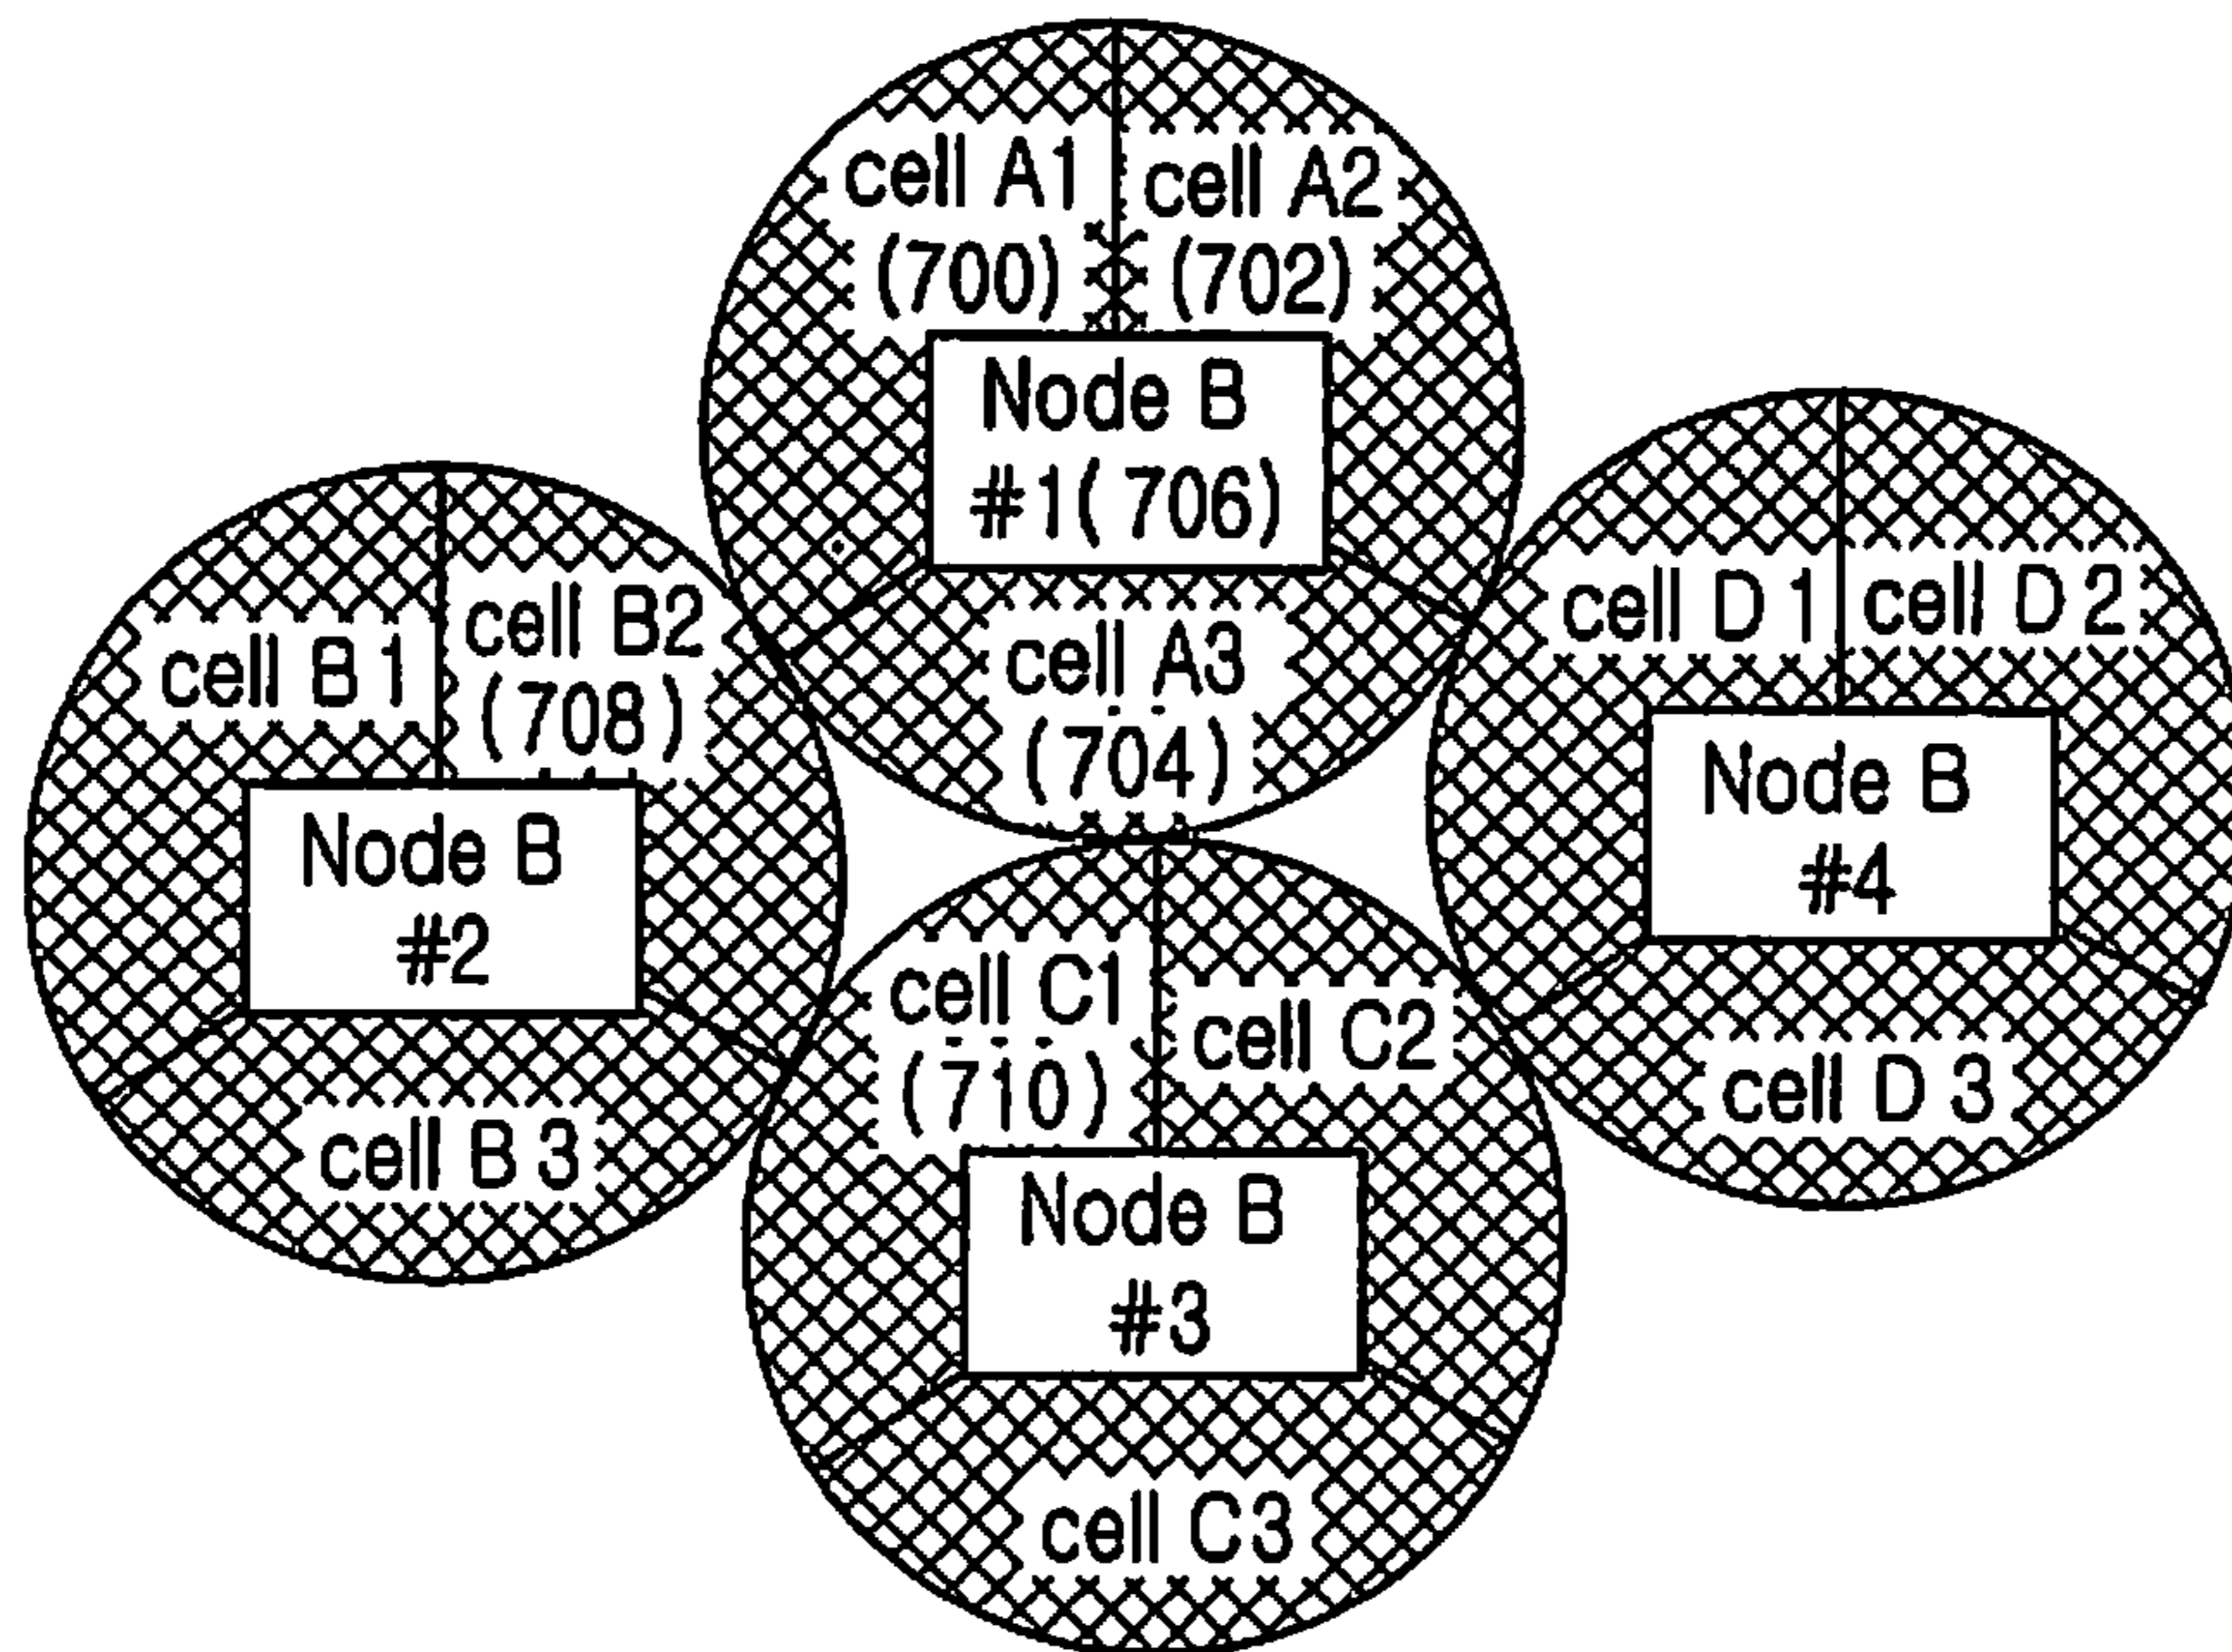 cell A1
(700)
cell A2
(702)
Node B
#1(706)
cell A3
(704)
cell B1
cell B2
(708)
Node B
#2
cell B3
cell C1
(710)
cell C2
Node B
#3
cell C3
cell D1
cell D2
Node B
#4
cell D3